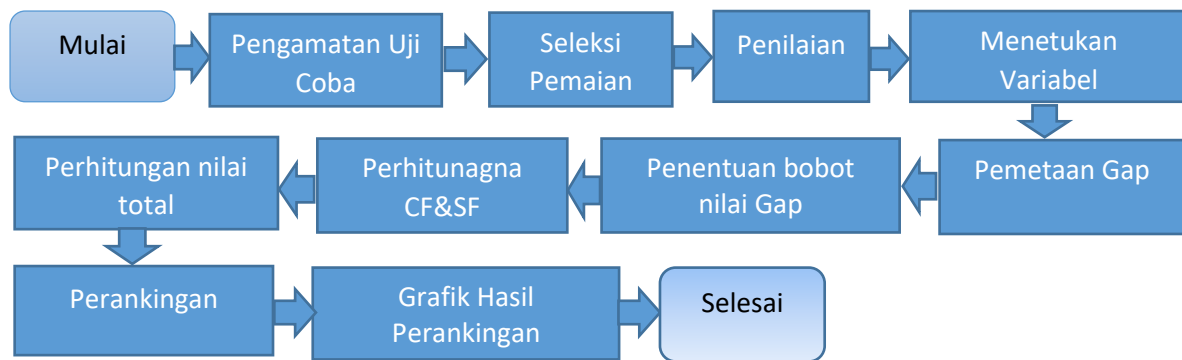 Mulai
Pengamatan Uji
Coba
Seleksi
Pemaian
Penilaian
Menetukan
Variabel
Pemetaan Gap
Penentuan bobot
nilai Gap
Perhitunagna
CF&SF
Perhitungan nilai
total
Perankingan
Grafik Hasil
Perankingan
Selesai